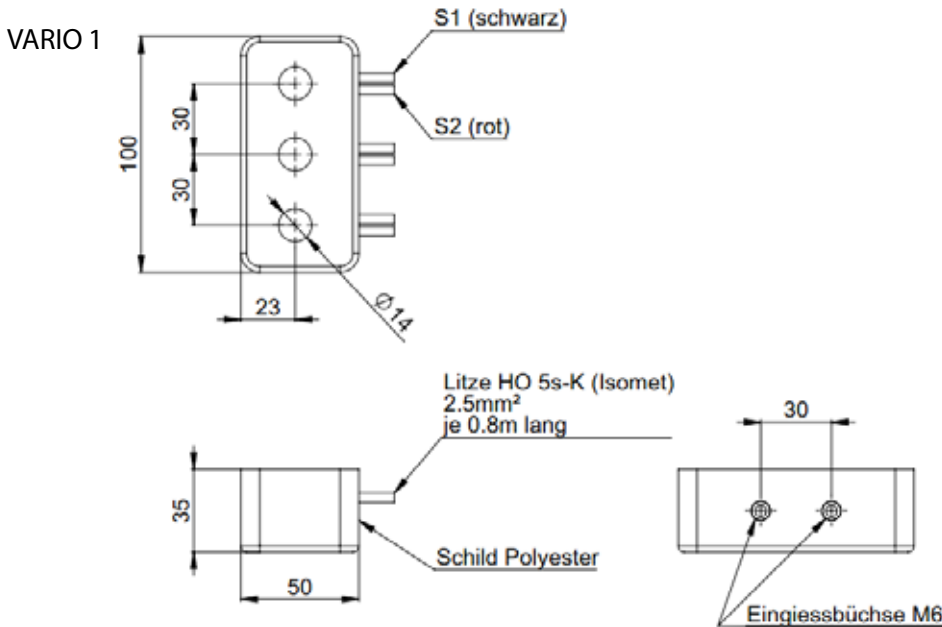 VARIO 1
S1 (schwarz)
S2 (rot)
100
30
30
23
Ø14
Litze HO 5s-K (Isomet)
2.5mm²
je 0.8m lang
35
50
Schild Polyester
30
Eingiessbüchse M6